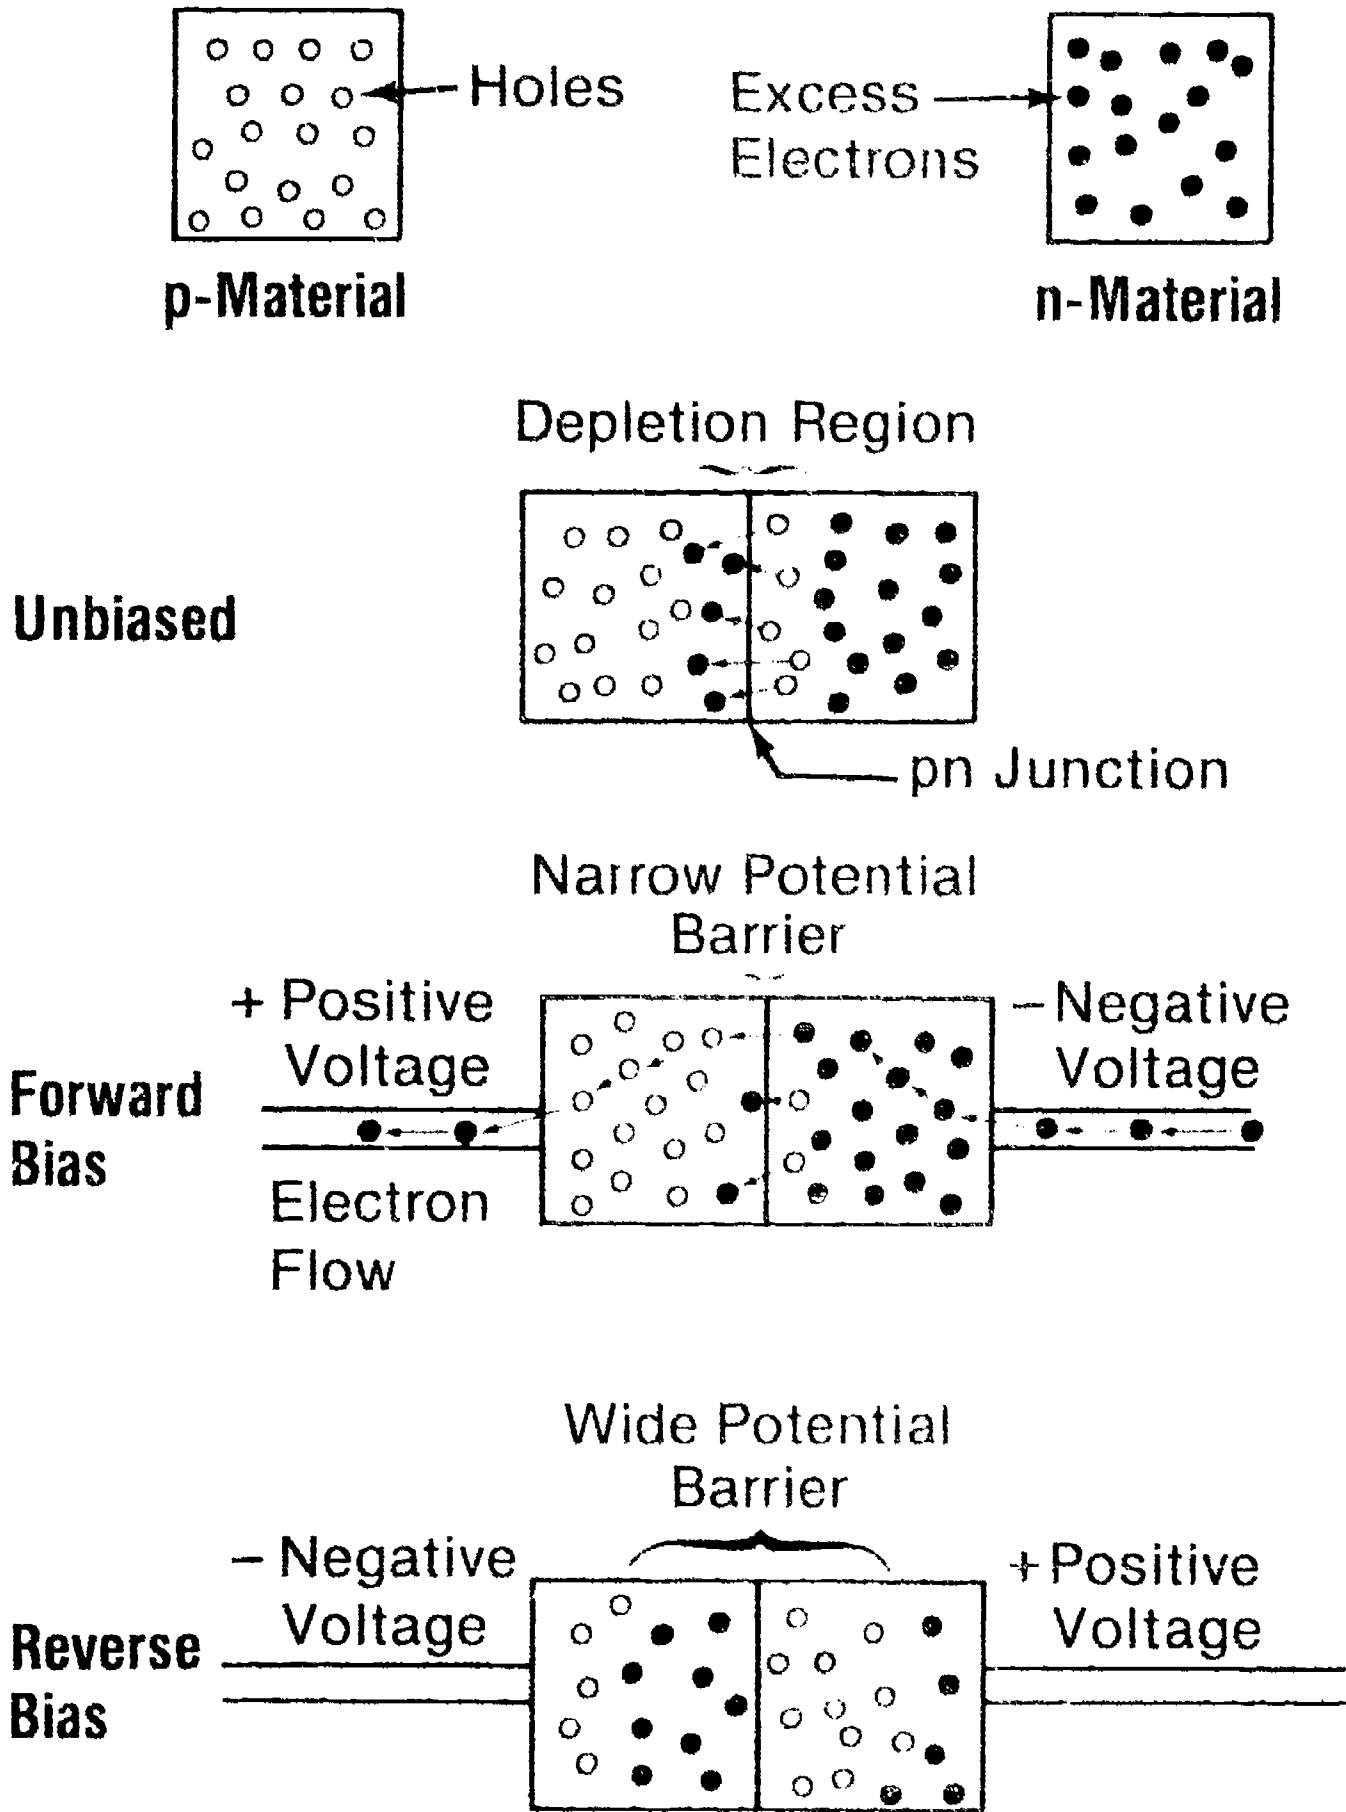 Holes
Excess
Electrons
p-Material
n-Material
Depletion Region
Unbiased
pn Junction
Narrow Potential
Barrier
+ Positive
Voltage
- Negative
Voltage
Forward
Bias
Electron
Flow
Wide Potential
Barrier
- Negative
Voltage
+ Positive
Voltage
Reverse
Bias